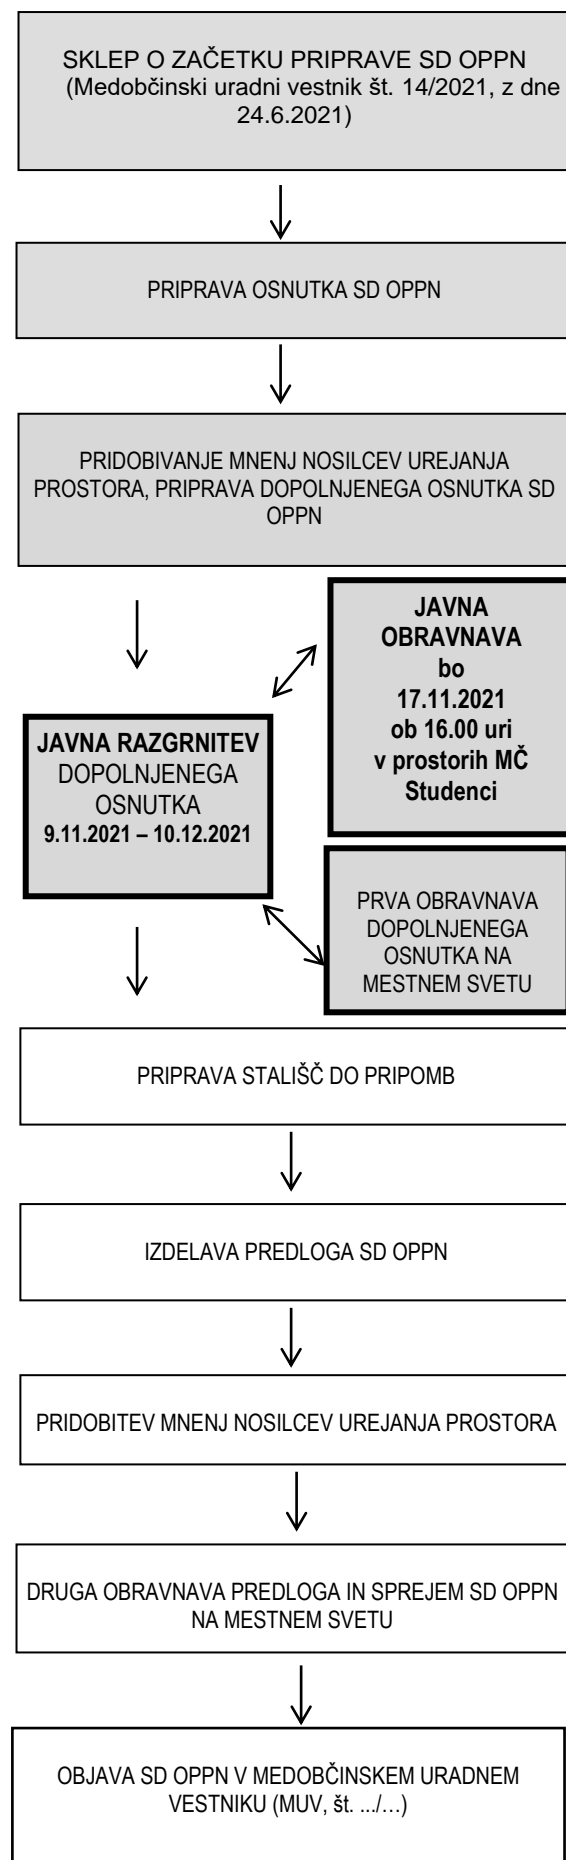 SKLEP O ZAČETKU PRIPRAVE SD OPPN
(Medobčinski uradni vestnik št. 14/2021, z dne
24.6.2021)
PRIPRAVA OSNUTKA SD OPPN
PRIDOBIVANJE MNENJ NOSILCEV UREJANJA
PROSTORA, PRIPRAVA DOPOLNJENEGA OSNUTKA SD
OPPN
JAVNA
OBRAVNAVA
bo
17.11.2021
ob 16.00 uri
v prostorih MČ
Studenci
JAVNA RAZGRNITEV
DOPOLNJENEGA
OSNUTKA
9.11.2021 – 10.12.2021
PRVA OBRAVNAVA
DOPOLNJENEGA
OSNUTKA NA
MESTNEM SVETU
PRIPRAVA STALIŠČ DO PRIPOMB
IZDELAVA PREDLOGA SD OPPN
PRIDOBITEV MNENJ NOSILCEV UREJANJA PROSTORA
DRUGA OBRAVNAVA PREDLOGA IN SPREJEM SD OPPN
NA MESTNEM SVETU
OBJAVA SD OPPN V MEDOBČINSKEM URADNEM
VESTNIKU (MUV, št. .../…)